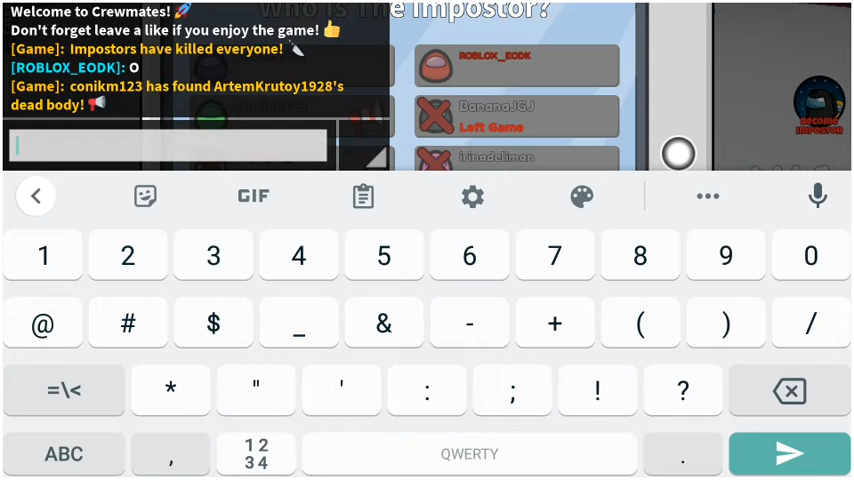 Who Is The Impostor?
Welcome to Crewmates! 🚀
Don't forget leave a like if you enjoy the game! 👍
[Game]: Impostors have killed everyone! 🔪
[ROBLOX_EODK]: O
[Game]: conikm123 has found ArtemKrutoy1928's
dead body! 📢
ROBLOX_EODK
BananaJGJ
Left Game
irinadeliman
BECOME
IMPOSTOR
GIF
1 2 3 4 5 6 7 8 9 0
@ # $ _ & - + ( ) /
=\< * " ' : ; ! ?
ABC , 12 QWERTY .
34